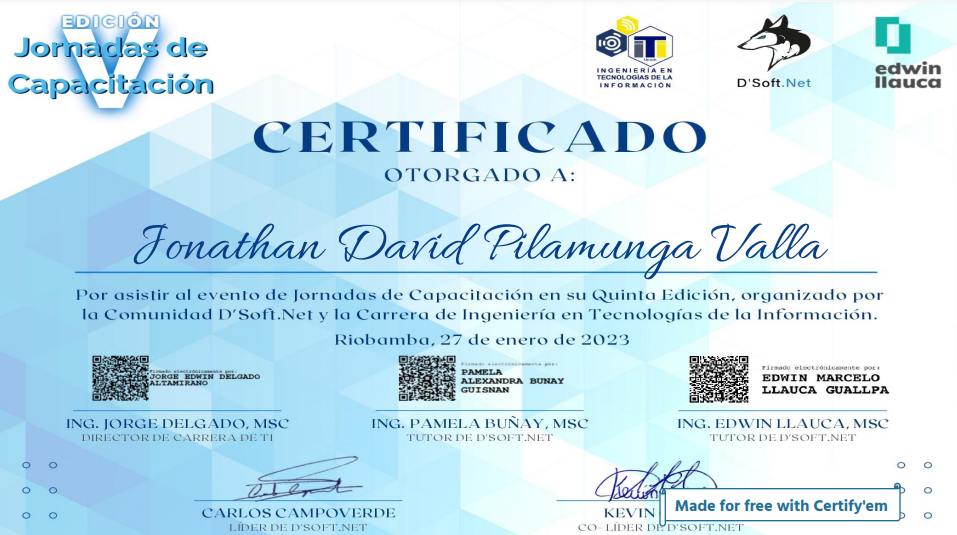 EDICIÓN
V
Jornadas de
Capacitación
iTi
INGENIERÍA EN
TECNOLOGÍAS DE LA
INFORMACIÓN
D'Soft.Net
edwin
llauca
CERTIFICADO
OTORGADO A:
Jonathan David Pilamunga Valla
Por asistir al evento de Jornadas de Capacitación en su Quinta Edición, organizado por
la Comunidad D'Soft.Net y la Carrera de Ingeniería en Tecnologías de la Información.
Riobamba, 27 de enero de 2023
Firmado electrónicamente por:
JORGE EDWIN DELGADO
ALTAMIRANO
Firmado electrónicamente por:
PAMELA
ALEXANDRA BUNAY
GUISNAN
Firmado electrónicamente por:
EDWIN MARCELO
LLAUCA GUALLPA
ING. JORGE DELGADO, MSC
DIRECTOR DE CARRERA DE TI
ING. PAMELA BUÑAY, MSC
TUTOR DE D'SOFT.NET
ING. EDWIN LLAUCA, MSC
TUTOR DE D'SOFT.NET
CARLOS CAMPOVERDE
LÍDER DE D'SOFT.NET
Kevin
KEVIN
CO- LÍDER DE D'SOFT.NET
Made for free with Certify'em